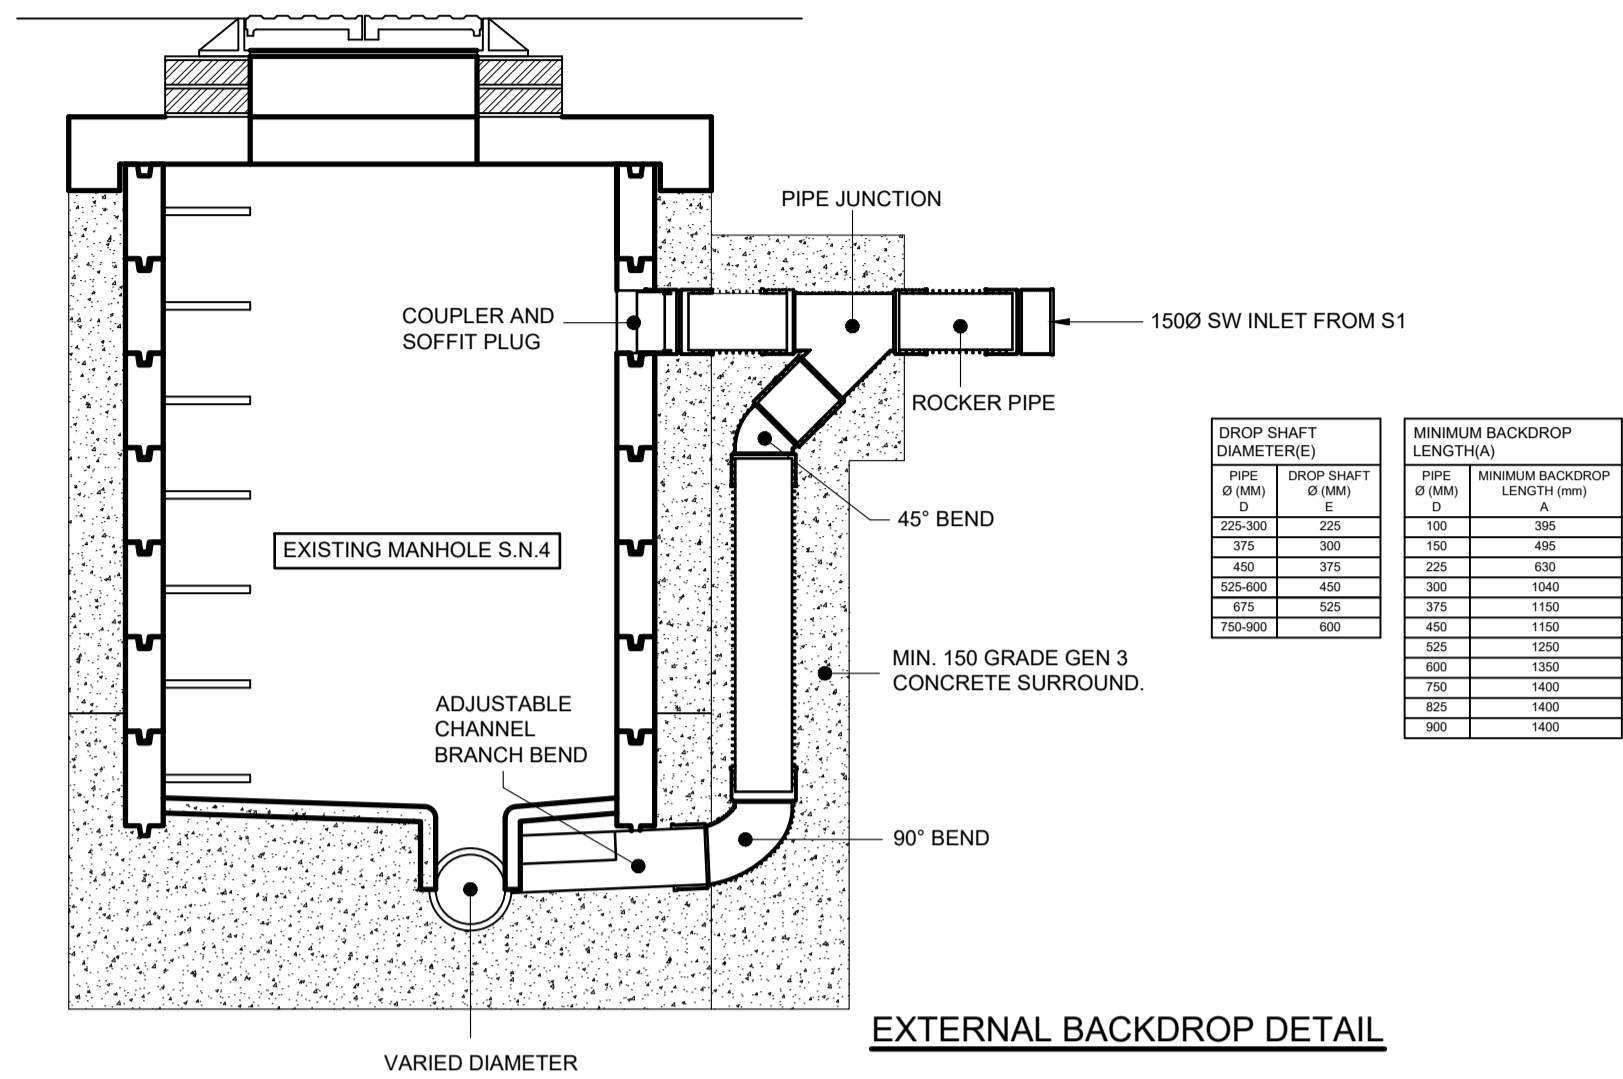 PIPE JUNCTION
COUPLER AND
SOFFIT PLUG
150Ø SW INLET FROM S1
ROCKER PIPE
45° BEND
EXISTING MANHOLE S.N.4
MIN. 150 GRADE GEN 3
CONCRETE SURROUND.
ADJUSTABLE
CHANNEL
BRANCH BEND
90° BEND
VARIED DIAMETER
EXTERNAL BACKDROP DETAIL
DROP SHAFT
DIAMETER(E)
PIPE DROP SHAFT
Ø (MM) Ø (MM)
D E
225-300 225
375 300
450 375
525-600 450
675 525
750-900 600
MINIMUM BACKDROP
LENGTH(A)
PIPE MINIMUM BACKDROP
Ø (MM) LENGTH (mm)
D A
100 395
150 495
225 630
300 1040
375 1150
450 1150
525 1250
600 1350
750 1400
825 1400
900 1400